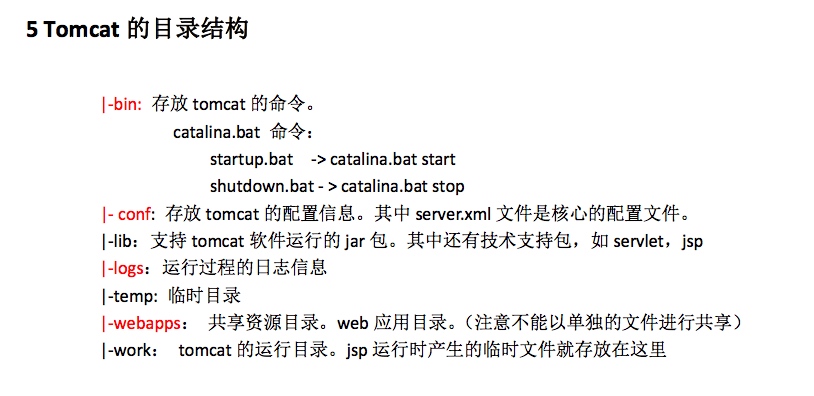 5 Tomcat 的目录结构
|-bin: 存放 tomcat 的命令。
catalina.bat 命令：
startup.bat -> catalina.bat start
shutdown.bat - > catalina.bat stop
|- conf: 存放 tomcat 的配置信息。其中 server.xml 文件是核心的配置文件。
|-lib：支持 tomcat 软件运行的 jar 包。其中还有技术支持包，如 servlet，jsp
|-logs：运行过程的日志信息
|-temp: 临时目录
|-webapps： 共享资源目录。web 应用目录。（注意不能以单独的文件进行共享）
|-work： tomcat 的运行目录。jsp 运行时产生的临时文件就存放在这里